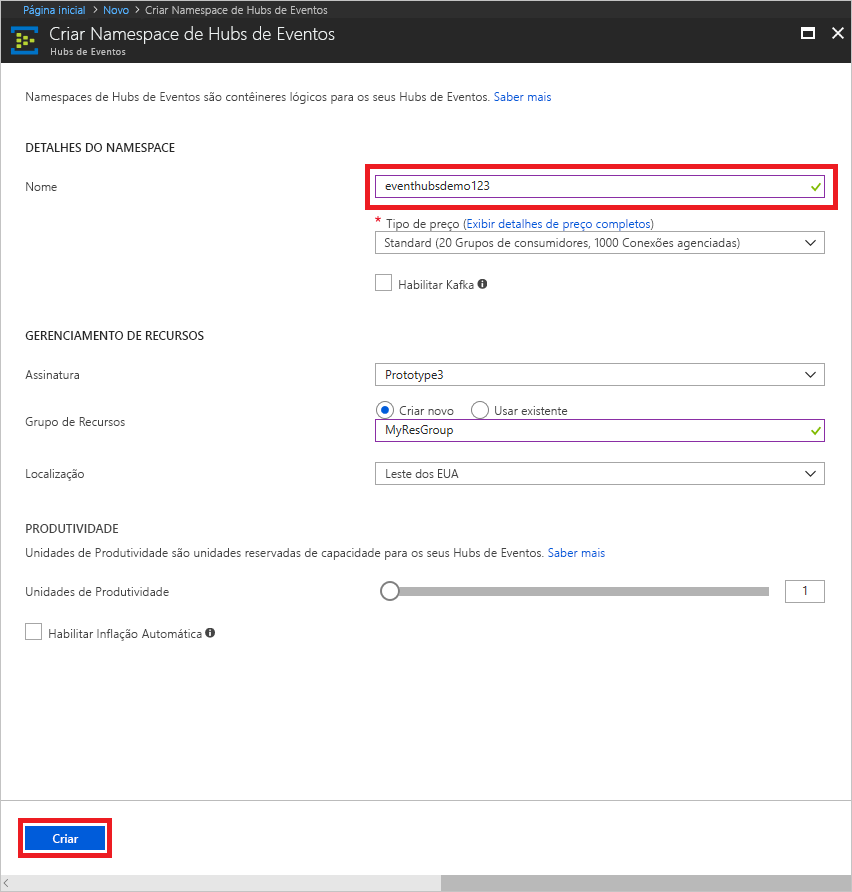 Página inicial > Novo > Criar Namespace de Hubs de Eventos
Criar Namespace de Hubs de Eventos
Hubs de Eventos
Namespaces de Hubs de Eventos são contêineres lógicos para os seus Hubs de Eventos. Saber mais
DETALHES DO NAMESPACE
Nome
eventhubsdemo123
* Tipo de preço (Exibir detalhes de preço completos)
Standard (20 Grupos de consumidores, 1000 Conexões agenciadas)
Habilitar Kafka
GERENCIAMENTO DE RECURSOS
Assinatura
Prototype3
Criar novo Usar existente
Grupo de Recursos
MyResGroup
Localização
Leste dos EUA
PRODUTIVIDADE
Unidades de Produtividade são unidades reservadas de capacidade para os seus Hubs de Eventos. Saber mais
Unidades de Produtividade
1
Habilitar Inflação Automática
Criar